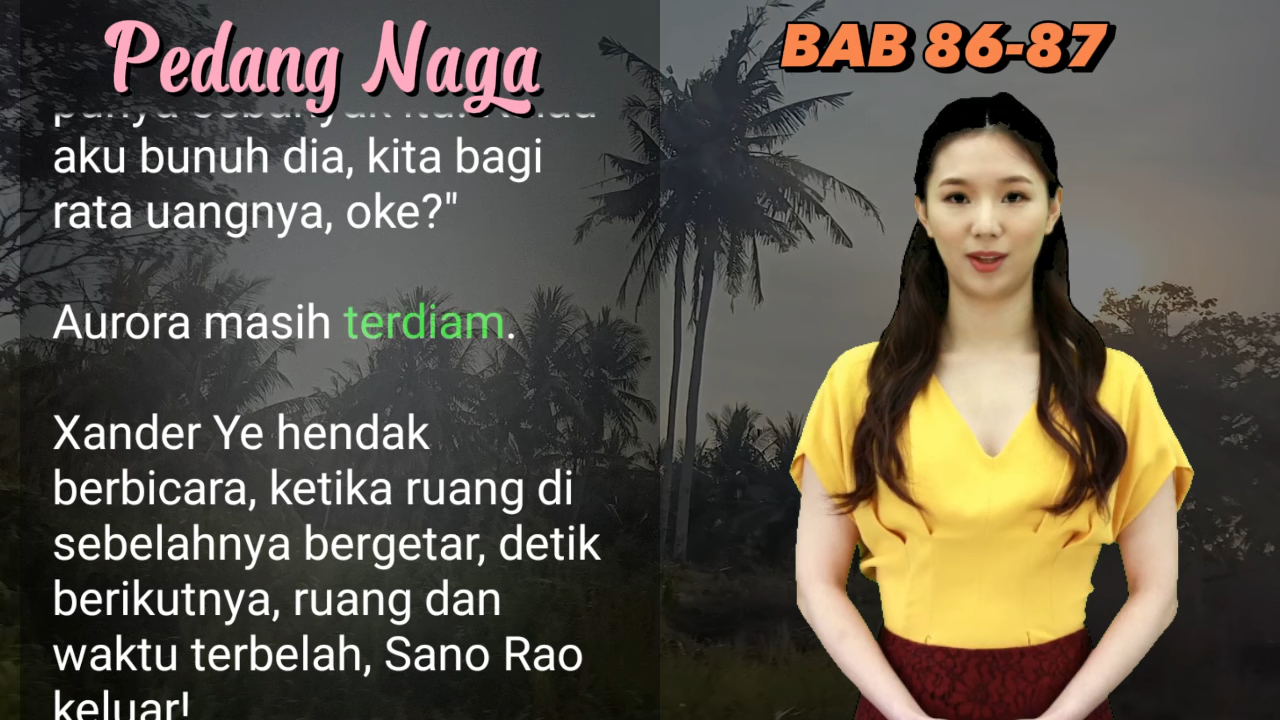 Pedang Naga
BAB 86-87
aku bunuh dia, kita bagi
rata uangnya, oke?"
Aurora masih terdiam.
Xander Ye hendak
berbicara, ketika ruang di
sebelahnya bergetar, detik
berikutnya, ruang dan
waktu terbelah, Sano Rao
keluar!